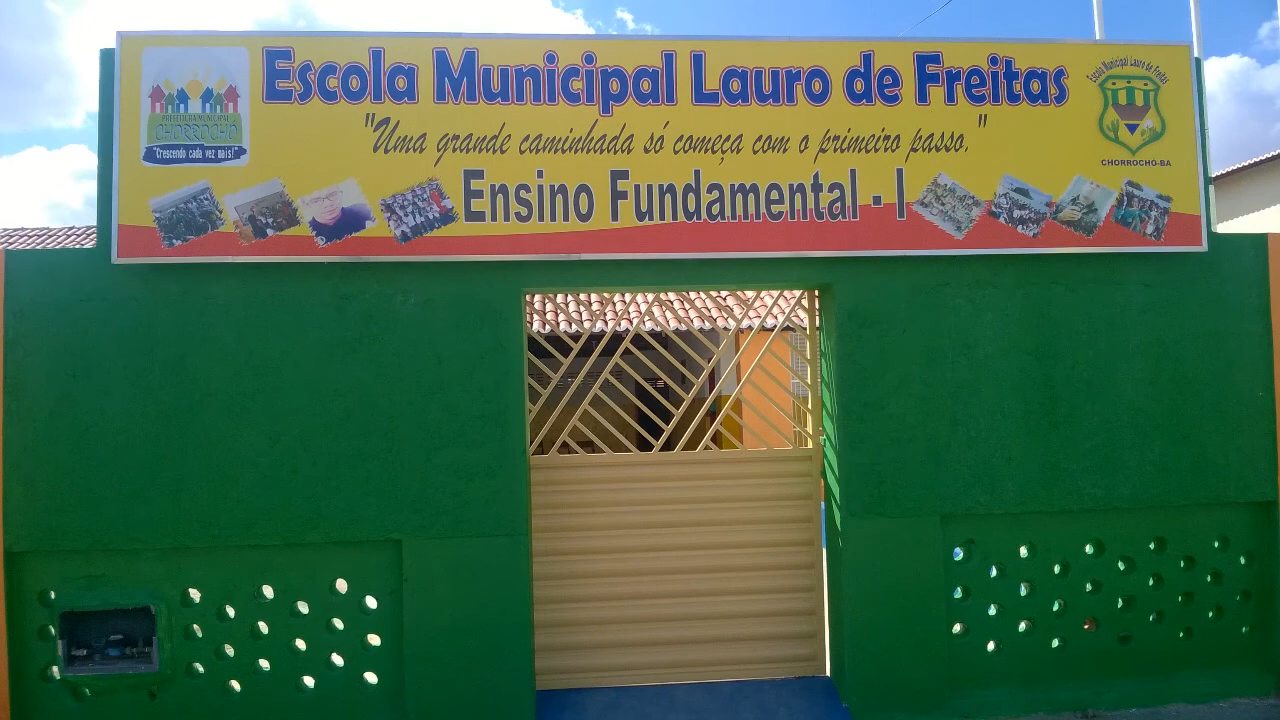 Escola Municipal Lauro de Freitas
"Uma grande caminhada só começa com o primeiro passo."
Ensino Fundamental - I
PREFEITURA MUNICIPAL
CHORROCHÓ
"Crescendo cada vez mais!"
Escola Municipal Lauro de Freitas
CHORROCHÓ-BA